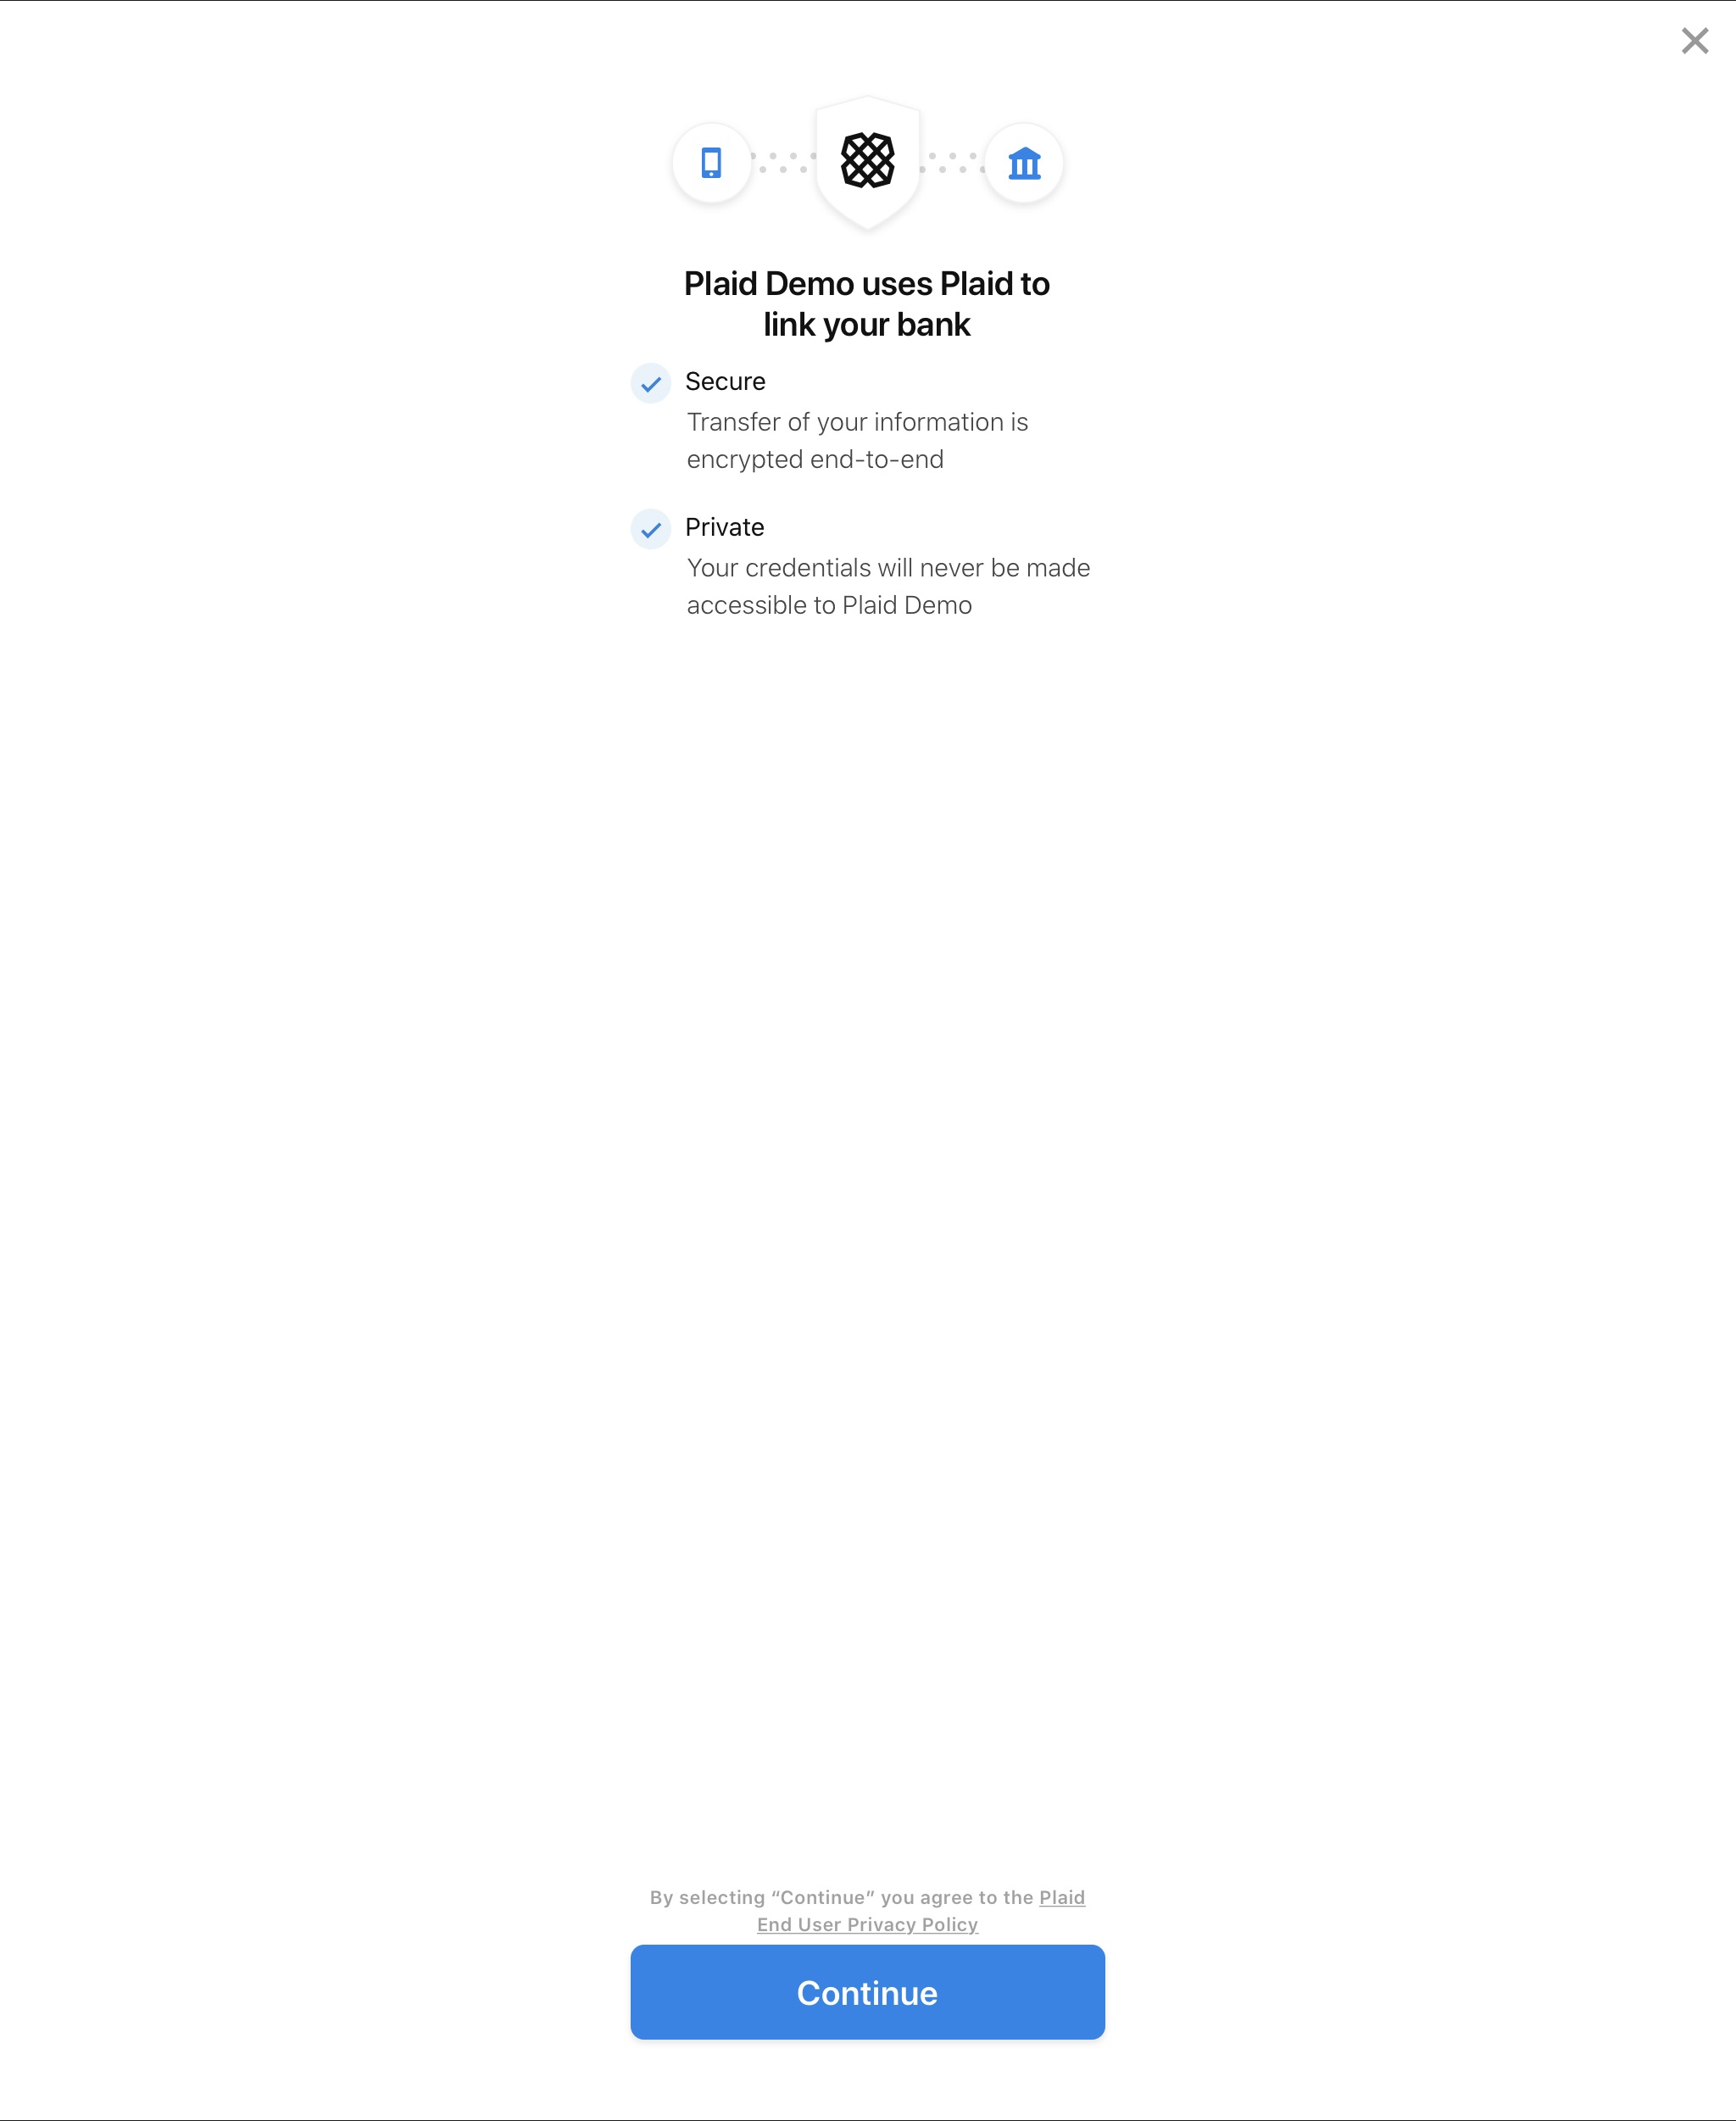 Plaid Demo uses Plaid to
link your bank
Secure
Transfer of your information is
encrypted end-to-end
Private
Your credentials will never be made
accessible to Plaid Demo
By selecting “Continue” you agree to the Plaid
End User Privacy Policy
Continue